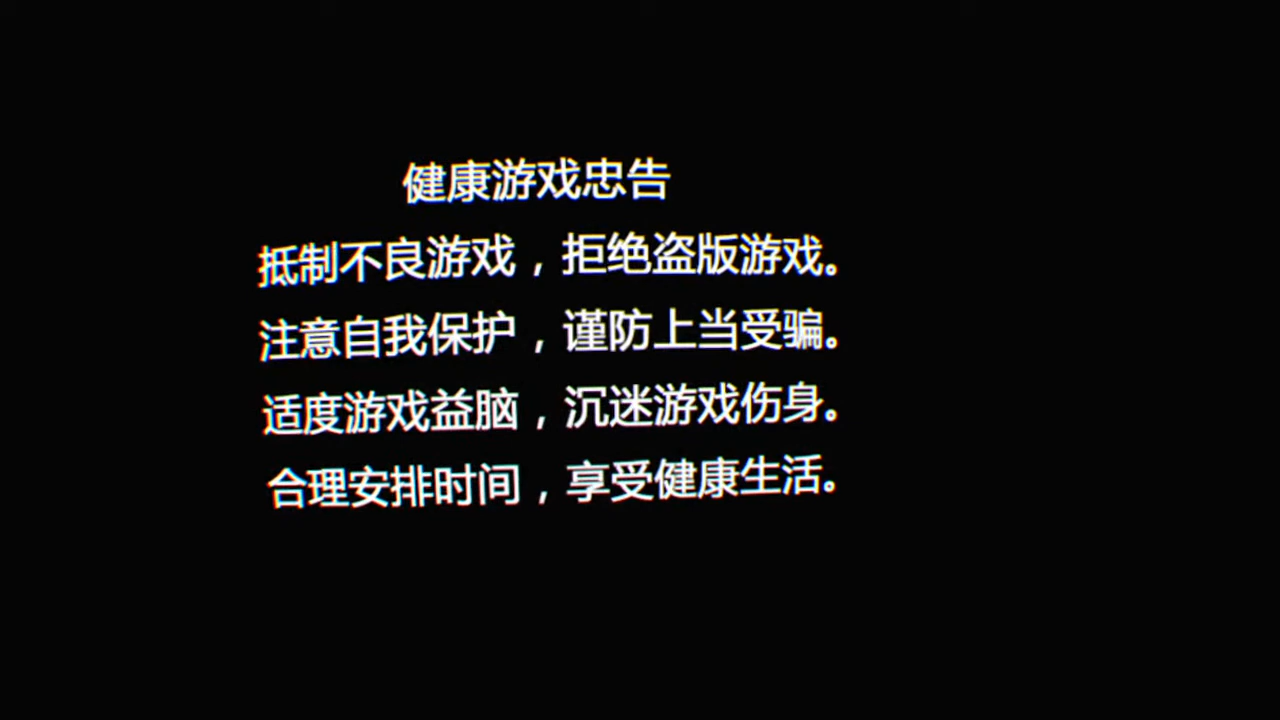 健康游戏忠告
抵制不良游戏，拒绝盗版游戏。
注意自我保护，谨防上当受骗。
适度游戏益脑，沉迷游戏伤身。
合理安排时间，享受健康生活。